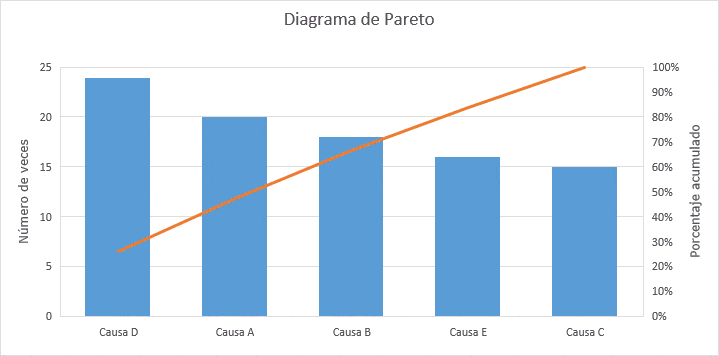 Diagrama de Pareto
Número de veces
25
20
15
10
5
0
100%
90%
80%
70%
60%
50%
40%
30%
20%
10%
0%
Porcentaje acumulado
Causa D
Causa A
Causa B
Causa E
Causa C